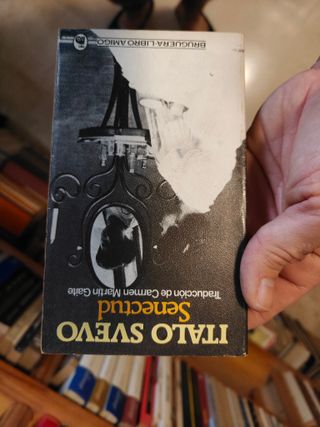 ITALO SVEVO
Senectud
Traducción de Carmen Martín Gaite
BRUGUERA-LIBRO AMIGO